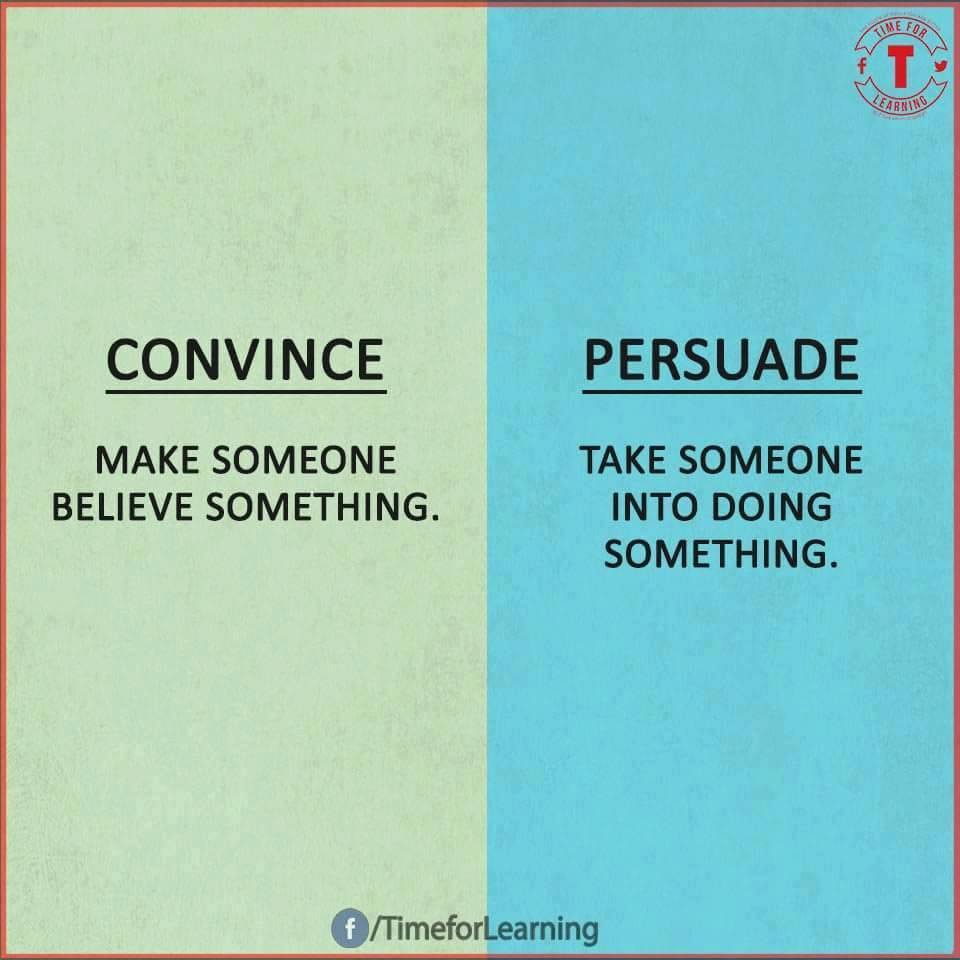 TIME FOR
T
LEARNING
CONVINCE
MAKE SOMEONE
BELIEVE SOMETHING.
PERSUADE
TAKE SOMEONE
INTO DOING
SOMETHING.
f/TimeforLearning